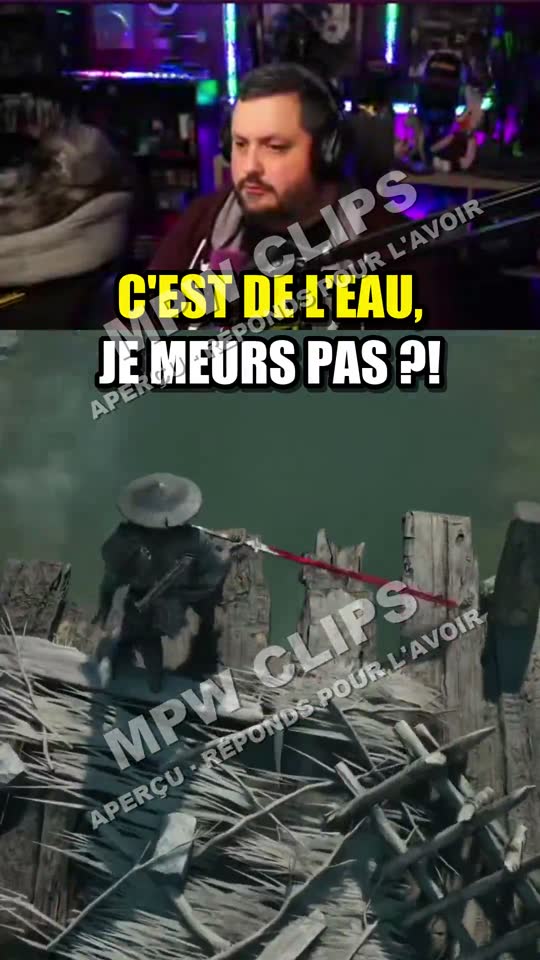 MPW CLIPS
APERÇU · RÉPONDS POUR L'AVOIR
C'EST DE L'EAU,
JE MEURS PAS ?!
MPW CLIPS
APERÇU · RÉPONDS POUR L'AVOIR